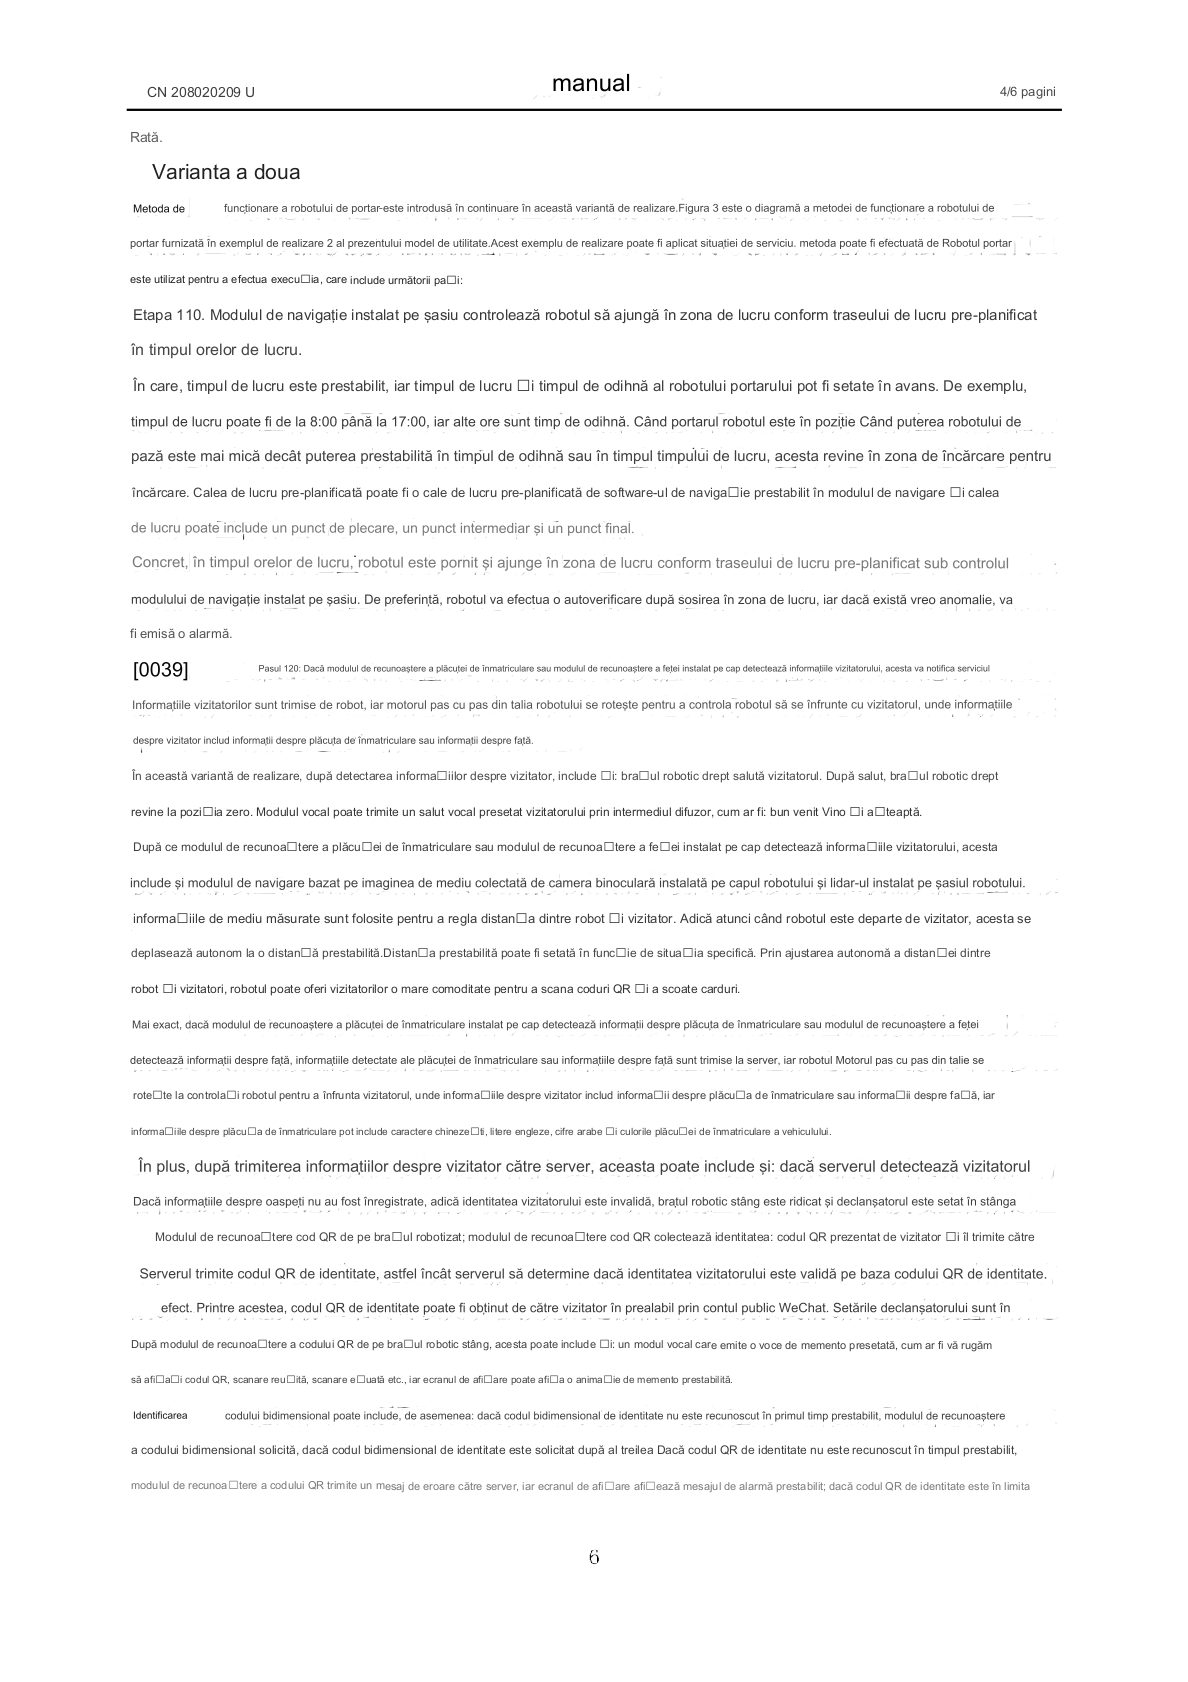 CN 208020209 U
manual
4/6 pagini
Rată.
Varianta a doua
Metoda de funcționare a robotului de portar-este introdusă în continuare în această variantă de realizare.Figura 3 este o diagramă a metodei de funcționare a robotului de
portar furnizată în exemplul de realizare 2 al prezentului model de utilitate.Acest exemplu de realizare poate fi aplicat situației de serviciu. metoda poate fi efectuată de Robotul portar
este utilizat pentru a efectua execu□ia, care include următorii pa□i:
Etapa 110. Modulul de navigație instalat pe șasiu controlează robotul să ajungă în zona de lucru conform traseului de lucru pre-planificat
în timpul orelor de lucru.
În care, timpul de lucru este prestabilit, iar timpul de lucru □i timpul de odihnă al robotului portarului pot fi setate în avans. De exemplu,
timpul de lucru poate fi de la 8:00 până la 17:00, iar alte ore sunt timp de odihnă. Când portarul robotul este în poziție Când puterea robotului de
pază este mai mică decât puterea prestabilită în timpul de odihnă sau în timpul timpului de lucru, acesta revine în zona de încărcare pentru
încărcare. Calea de lucru pre-planificată poate fi o cale de lucru pre-planificată de software-ul de naviga□ie prestabilit în modulul de navigare □i calea
de lucru poate include un punct de plecare, un punct intermediar și un punct final.
Concret, în timpul orelor de lucru, robotul este pornit și ajunge în zona de lucru conform traseului de lucru pre-planificat sub controlul
modulului de navigație instalat pe șasiu. De preferință, robotul va efectua o autoverificare după sosirea în zona de lucru, iar dacă există vreo anomalie, va
fi emisă o alarmă.
[0039] Pasul 120: Dacă modulul de recunoaștere a plăcuței de înmatriculare sau modulul de recunoaștere a feței instalat pe cap detectează informațiile vizitatorului, acesta va notifica serviciul
Informațiile vizitatorilor sunt trimise de robot, iar motorul pas cu pas din talia robotului se rotește pentru a controla robotul să se înfrunte cu vizitatorul, unde informațiile
despre vizitator includ informații despre plăcuța de înmatriculare sau informații despre față.
În această variantă de realizare, după detectarea informa□iilor despre vizitator, include □i: bra□ul robotic drept salută vizitatorul. După salut, bra□ul robotic drept
revine la pozi□ia zero. Modulul vocal poate trimite un salut vocal presetat vizitatorului prin intermediul difuzor, cum ar fi: bun venit Vino □i a□teaptă.
După ce modulul de recunoa□tere a plăcu□ei de înmatriculare sau modulul de recunoa□tere a fe□ei instalat pe cap detectează informa□iile vizitatorului, acesta
include și modulul de navigare bazat pe imaginea de mediu colectată de camera binoculară instalată pe capul robotului și lidar-ul instalat pe șasiul robotului.
informa□iile de mediu măsurate sunt folosite pentru a regla distan□a dintre robot □i vizitator. Adică atunci când robotul este departe de vizitator, acesta se
deplasează autonom la o distan□ă prestabilită.Distan□a prestabilită poate fi setată în func□ie de situa□ia specifică. Prin ajustarea autonomă a distan□ei dintre
robot □i vizitatori, robotul poate oferi vizitatorilor o mare comoditate pentru a scana coduri QR □i a scoate carduri.
Mai exact, dacă modulul de recunoaștere a plăcuței de înmatriculare instalat pe cap detectează informații despre plăcuța de înmatriculare sau modulul de recunoaștere a feței
detectează informații despre față, informațiile detectate ale plăcuței de înmatriculare sau informațiile despre față sunt trimise la server, iar robotul Motorul pas cu pas din talie se
rote□te la controla□i robotul pentru a înfrunta vizitatorul, unde informa□iile despre vizitator includ informa□ii despre plăcu□a de înmatriculare sau informa□ii despre fa□ă, iar
informa□iile despre plăcu□a de înmatriculare pot include caractere chineze□ti, litere engleze, cifre arabe □i culorile plăcu□ei de înmatriculare a vehiculului.
În plus, după trimiterea informațiilor despre vizitator către server, aceasta poate include și: dacă serverul detectează vizitatorul
Dacă informațiile despre oaspeți nu au fost înregistrate, adică identitatea vizitatorului este invalidă, brațul robotic stâng este ridicat și declanșatorul este setat în stânga
Modulul de recunoa□tere cod QR de pe bra□ul robotizat; modulul de recunoa□tere cod QR colectează identitatea: codul QR prezentat de vizitator □i îl trimite către
Serverul trimite codul QR de identitate, astfel încât serverul să determine dacă identitatea vizitatorului este validă pe baza codului QR de identitate.
efect. Printre acestea, codul QR de identitate poate fi obținut de către vizitator în prealabil prin contul public WeChat. Setările declanșatorului sunt în
După modulul de recunoa□tere a codului QR de pe bra□ul robotic stâng, acesta poate include □i: un modul vocal care emite o voce de memento presetată, cum ar fi vă rugăm
să afi□a□i codul QR, scanare reu□ită, scanare e□uată etc., iar ecranul de afi□are poate afi□a o anima□ie de memento prestabilită.
Identificarea codului bidimensional poate include, de asemenea: dacă codul bidimensional de identitate nu este recunoscut în primul timp prestabilit, modulul de recunoaștere
a codului bidimensional solicită, dacă codul bidimensional de identitate este solicitat după al treilea Dacă codul QR de identitate nu este recunoscut în timpul prestabilit,
modulul de recunoa□tere a codului QR trimite un mesaj de eroare către server, iar ecranul de afi□are afi□ează mesajul de alarmă prestabilit; dacă codul QR de identitate este în limita
6